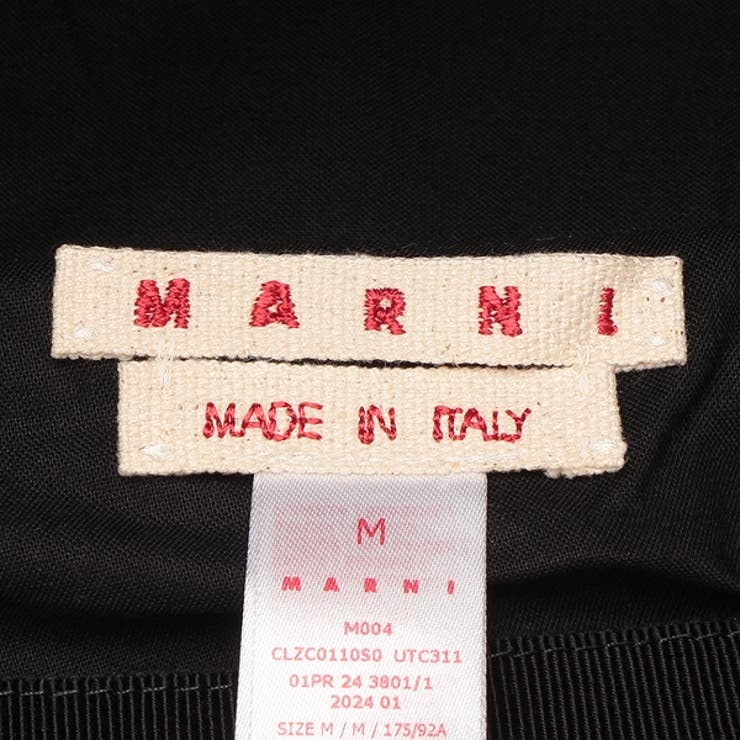 MARNI
MADE IN ITALY
M
MARNI
M004
CLZC0110S0 UTC311
01PR 24 3801/1
2024 01
SIZE M / M / 175/92A